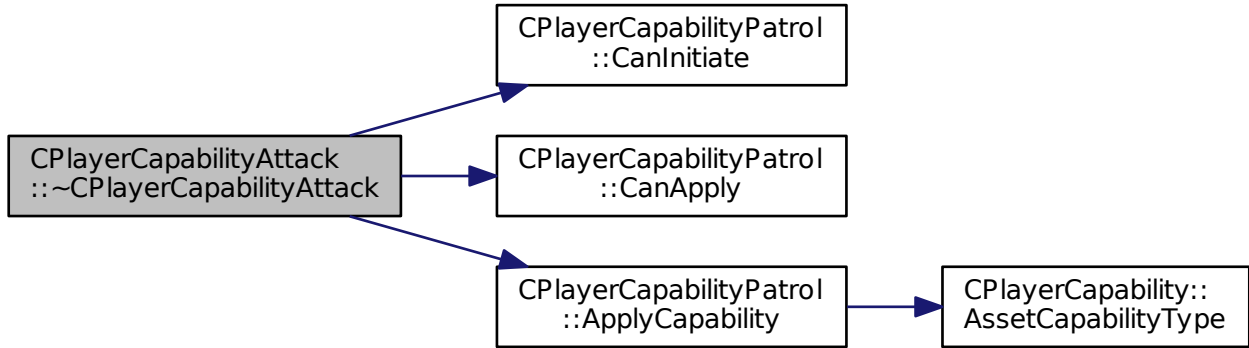 CPlayerCapabilityPatrol
::CanInitiate
CPlayerCapabilityAttack
::~CPlayerCapabilityAttack
CPlayerCapabilityPatrol
::CanApply
CPlayerCapabilityPatrol
::ApplyCapability
CPlayerCapability::
AssetCapabilityType